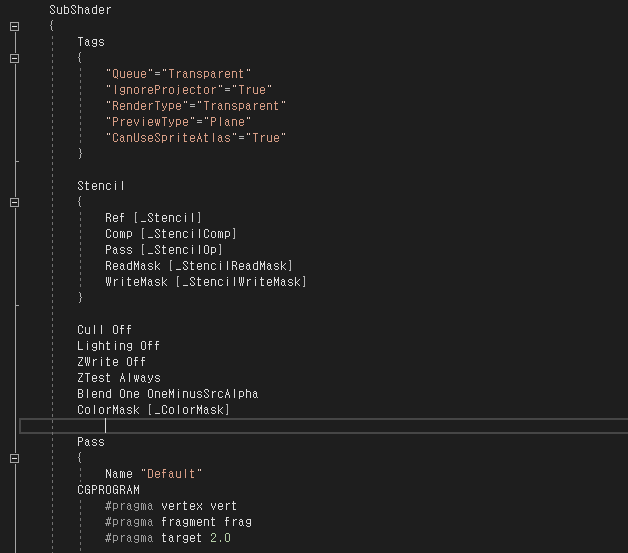 SubShader
{
Tags
{
"Queue"="Transparent"
"IgnoreProjector"="True"
"RenderType"="Transparent"
"PreviewType"="Plane"
"CanUseSpriteAtlas"="True"
}
Stencil
{
Ref [_Stencil]
Comp [_StencilComp]
Pass [_StencilOp]
ReadMask [_StencilReadMask]
WriteMask [_StencilWriteMask]
}
Cull Off
Lighting Off
ZWrite Off
ZTest Always
Blend One OneMinusSrcAlpha
ColorMask [_ColorMask]
Pass
{
Name "Default"
CGPROGRAM
#pragma vertex vert
#pragma fragment frag
#pragma target 2.0